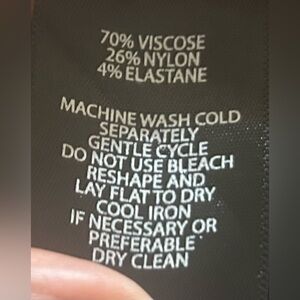 70% VISCOSE
26% NYLON
4% ELASTANE
MACHINE WASH COLD
SEPARATELY
GENTLE CYCLE
DO NOT USE BLEACH
RESHAPE AND
LAY FLAT TO DRY
COOL IRON
IF NECESSARY OR
PREFERABLE
DRY CLEAN